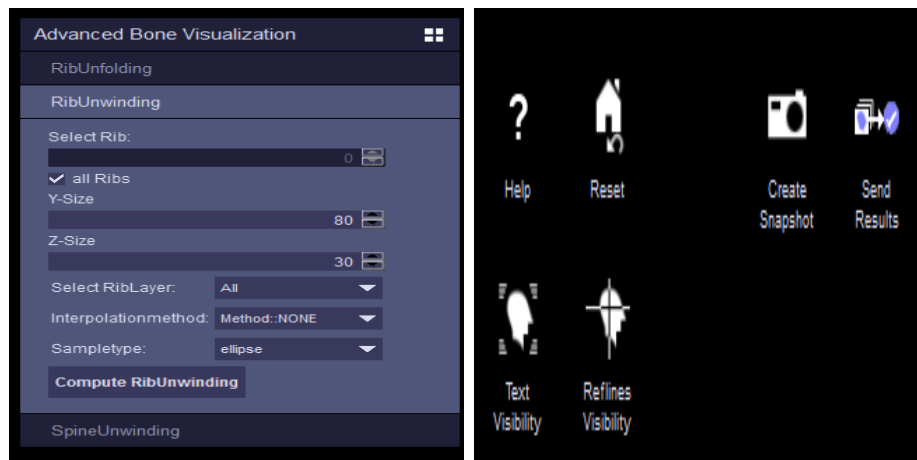 Advanced Bone Visualization
RibUnfolding
RibUnwinding
Select Rib:
0
all Ribs
Y-Size
80
Z-Size
30
Select RibLayer: All
Interpolationmethod: Method::NONE
Sampletype: ellipse
Compute RibUnwinding
SpineUnwinding
?
Help Reset Create Send
Snapshot Results
Text Reflines
Visibility Visibility